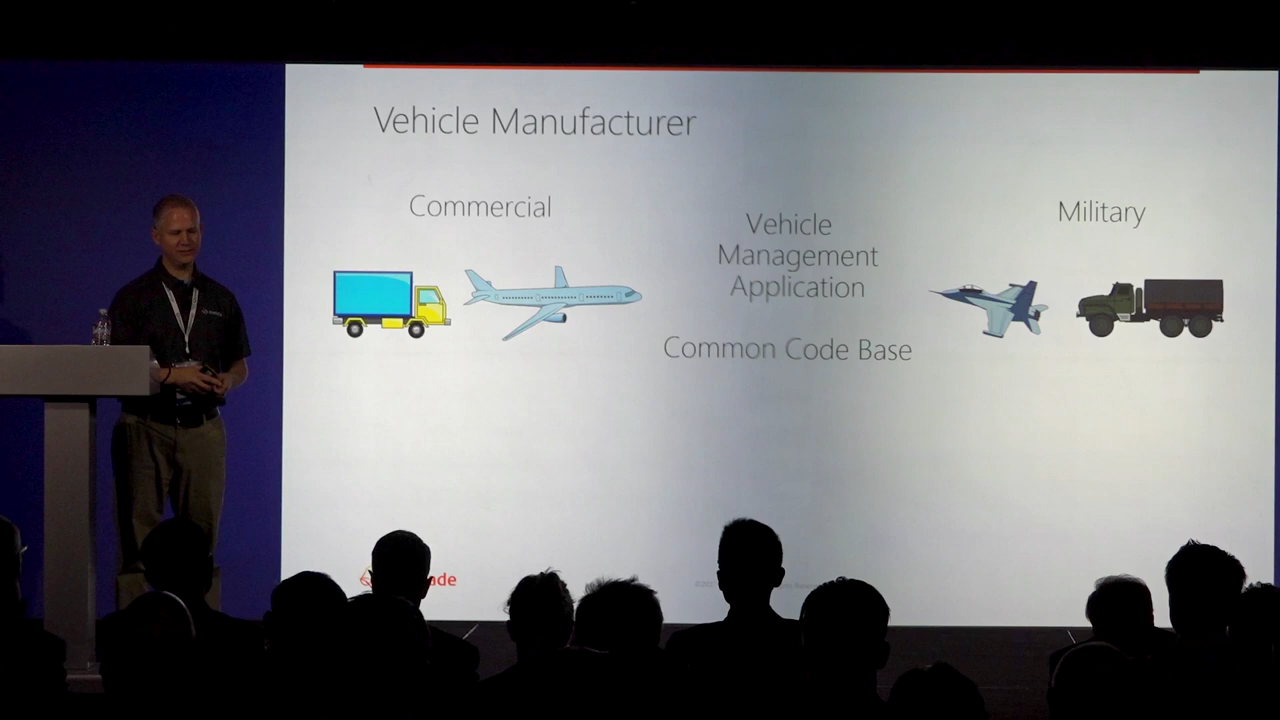 Vehicle Manufacturer
Commercial
Vehicle
Management
Application
Military
Common Code Base